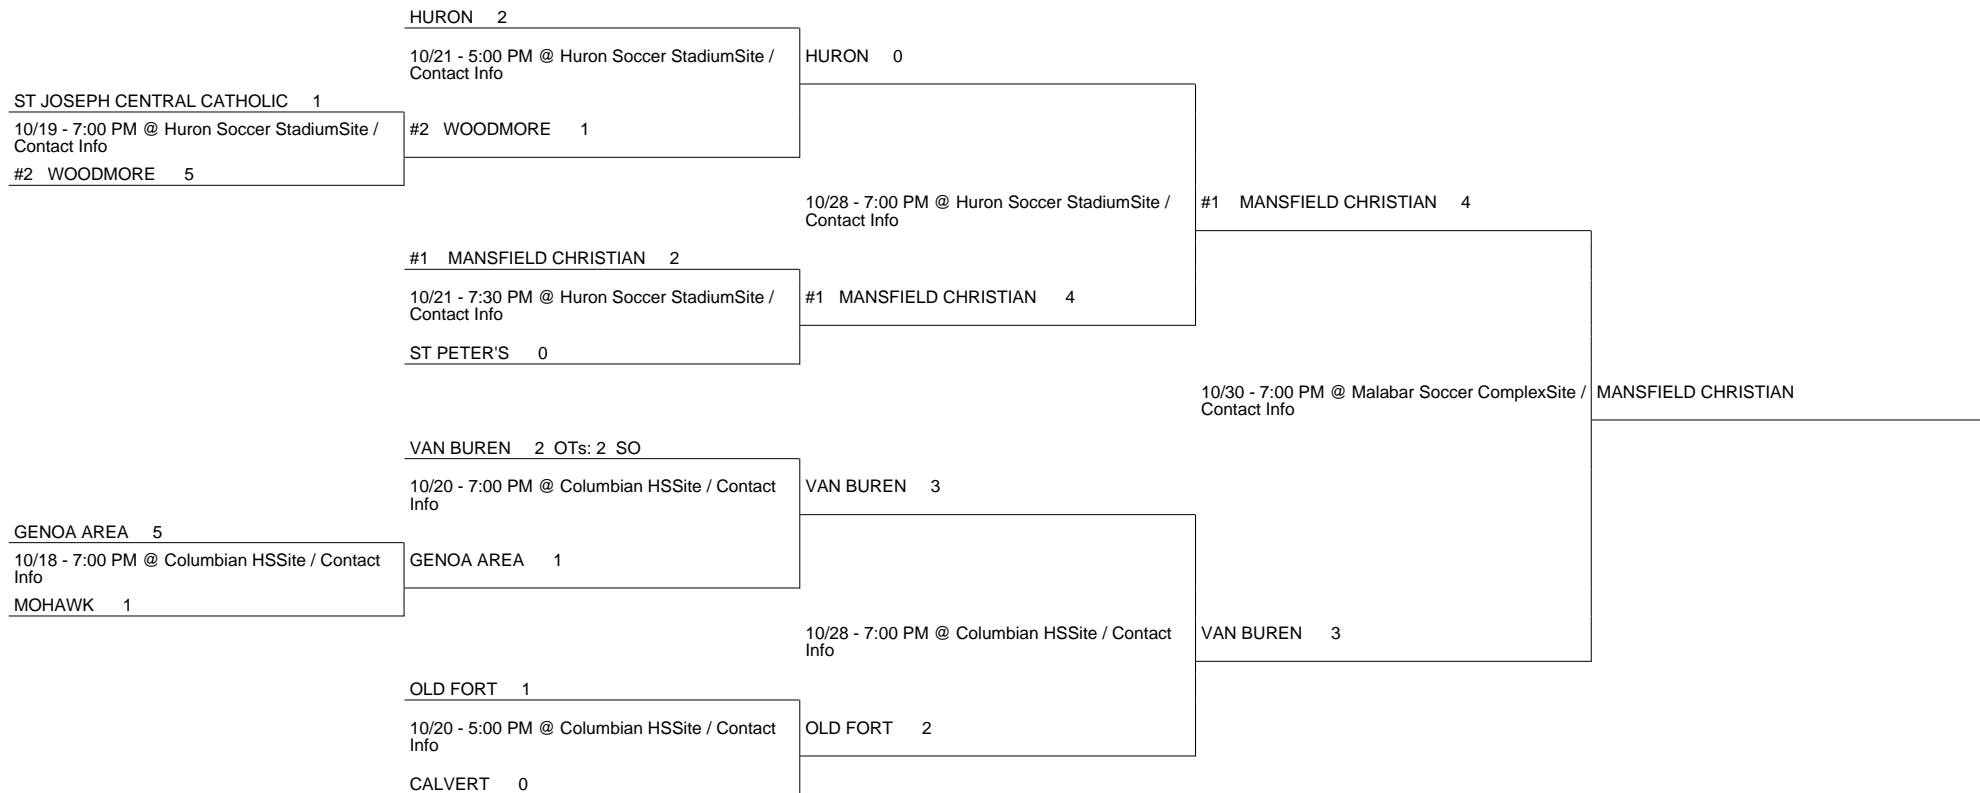 HURON 2
10/21 - 5:00 PM @ Huron Soccer StadiumSite /
Contact Info
HURON 0
ST JOSEPH CENTRAL CATHOLIC 1
10/19 - 7:00 PM @ Huron Soccer StadiumSite /
Contact Info
#2 WOODMORE 1
#2 WOODMORE 5
10/28 - 7:00 PM @ Huron Soccer StadiumSite /
Contact Info
#1 MANSFIELD CHRISTIAN 4
#1 MANSFIELD CHRISTIAN 2
10/21 - 7:30 PM @ Huron Soccer StadiumSite /
Contact Info
#1 MANSFIELD CHRISTIAN 4
ST PETER'S 0
10/30 - 7:00 PM @ Malabar Soccer ComplexSite /
Contact Info
MANSFIELD CHRISTIAN
VAN BUREN 2 OTs: 2 SO
10/20 - 7:00 PM @ Columbian HSSite / Contact
Info
VAN BUREN 3
GENOA AREA 5
10/18 - 7:00 PM @ Columbian HSSite / Contact
Info
GENOA AREA 1
MOHAWK 1
10/28 - 7:00 PM @ Columbian HSSite / Contact
Info
VAN BUREN 3
OLD FORT 1
10/20 - 5:00 PM @ Columbian HSSite / Contact
Info
OLD FORT 2
CALVERT 0